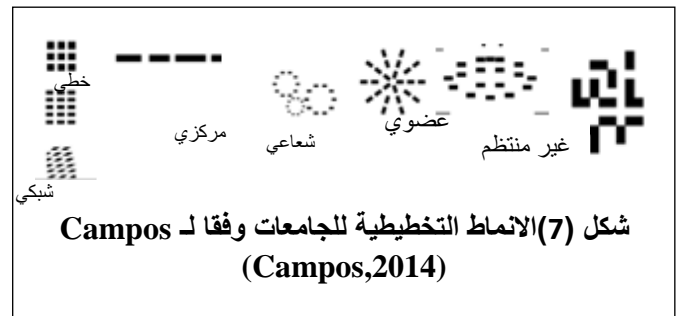 خطي
شبكي
مركزي
شعاعي
عضوي
غير منتظم
شكل (7)الانماط التخطيطية للجامعات وفقا لـ Campos
(Campos,2014)